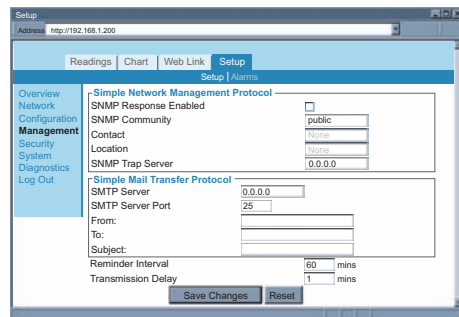 Setup
Address http://192.168.1.200
Readings Chart Web Link Setup
Setup | Alarms
Overview
Network
Configuration
Management
Security
System
Diagnostics
Log Out
Simple Network Management Protocol
SNMP Response Enabled
SNMP Community public
Contact None
Location None
SNMP Trap Server 0.0.0.0
Simple Mail Transfer Protocol
SMTP Server 0.0.0.0
SMTP Server Port 25
From:
To:
Subject:
Reminder Interval 60 mins
Transmission Delay 1 mins
Save Changes Reset